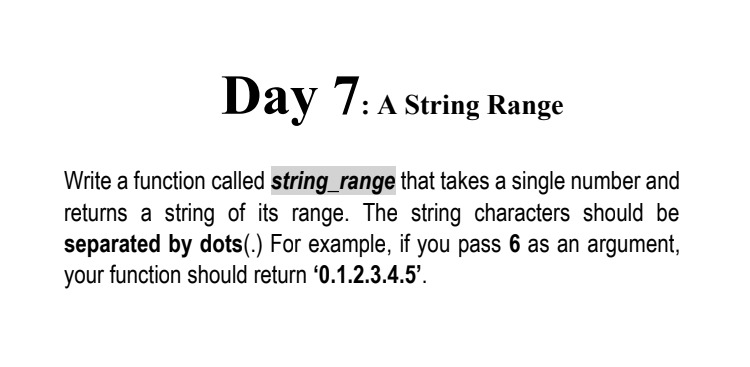 Day 7: A String Range
Write a function called string_range that takes a single number and
returns a string of its range. The string characters should be
separated by dots(.) For example, if you pass 6 as an argument,
your function should return ‘0.1.2.3.4.5’.